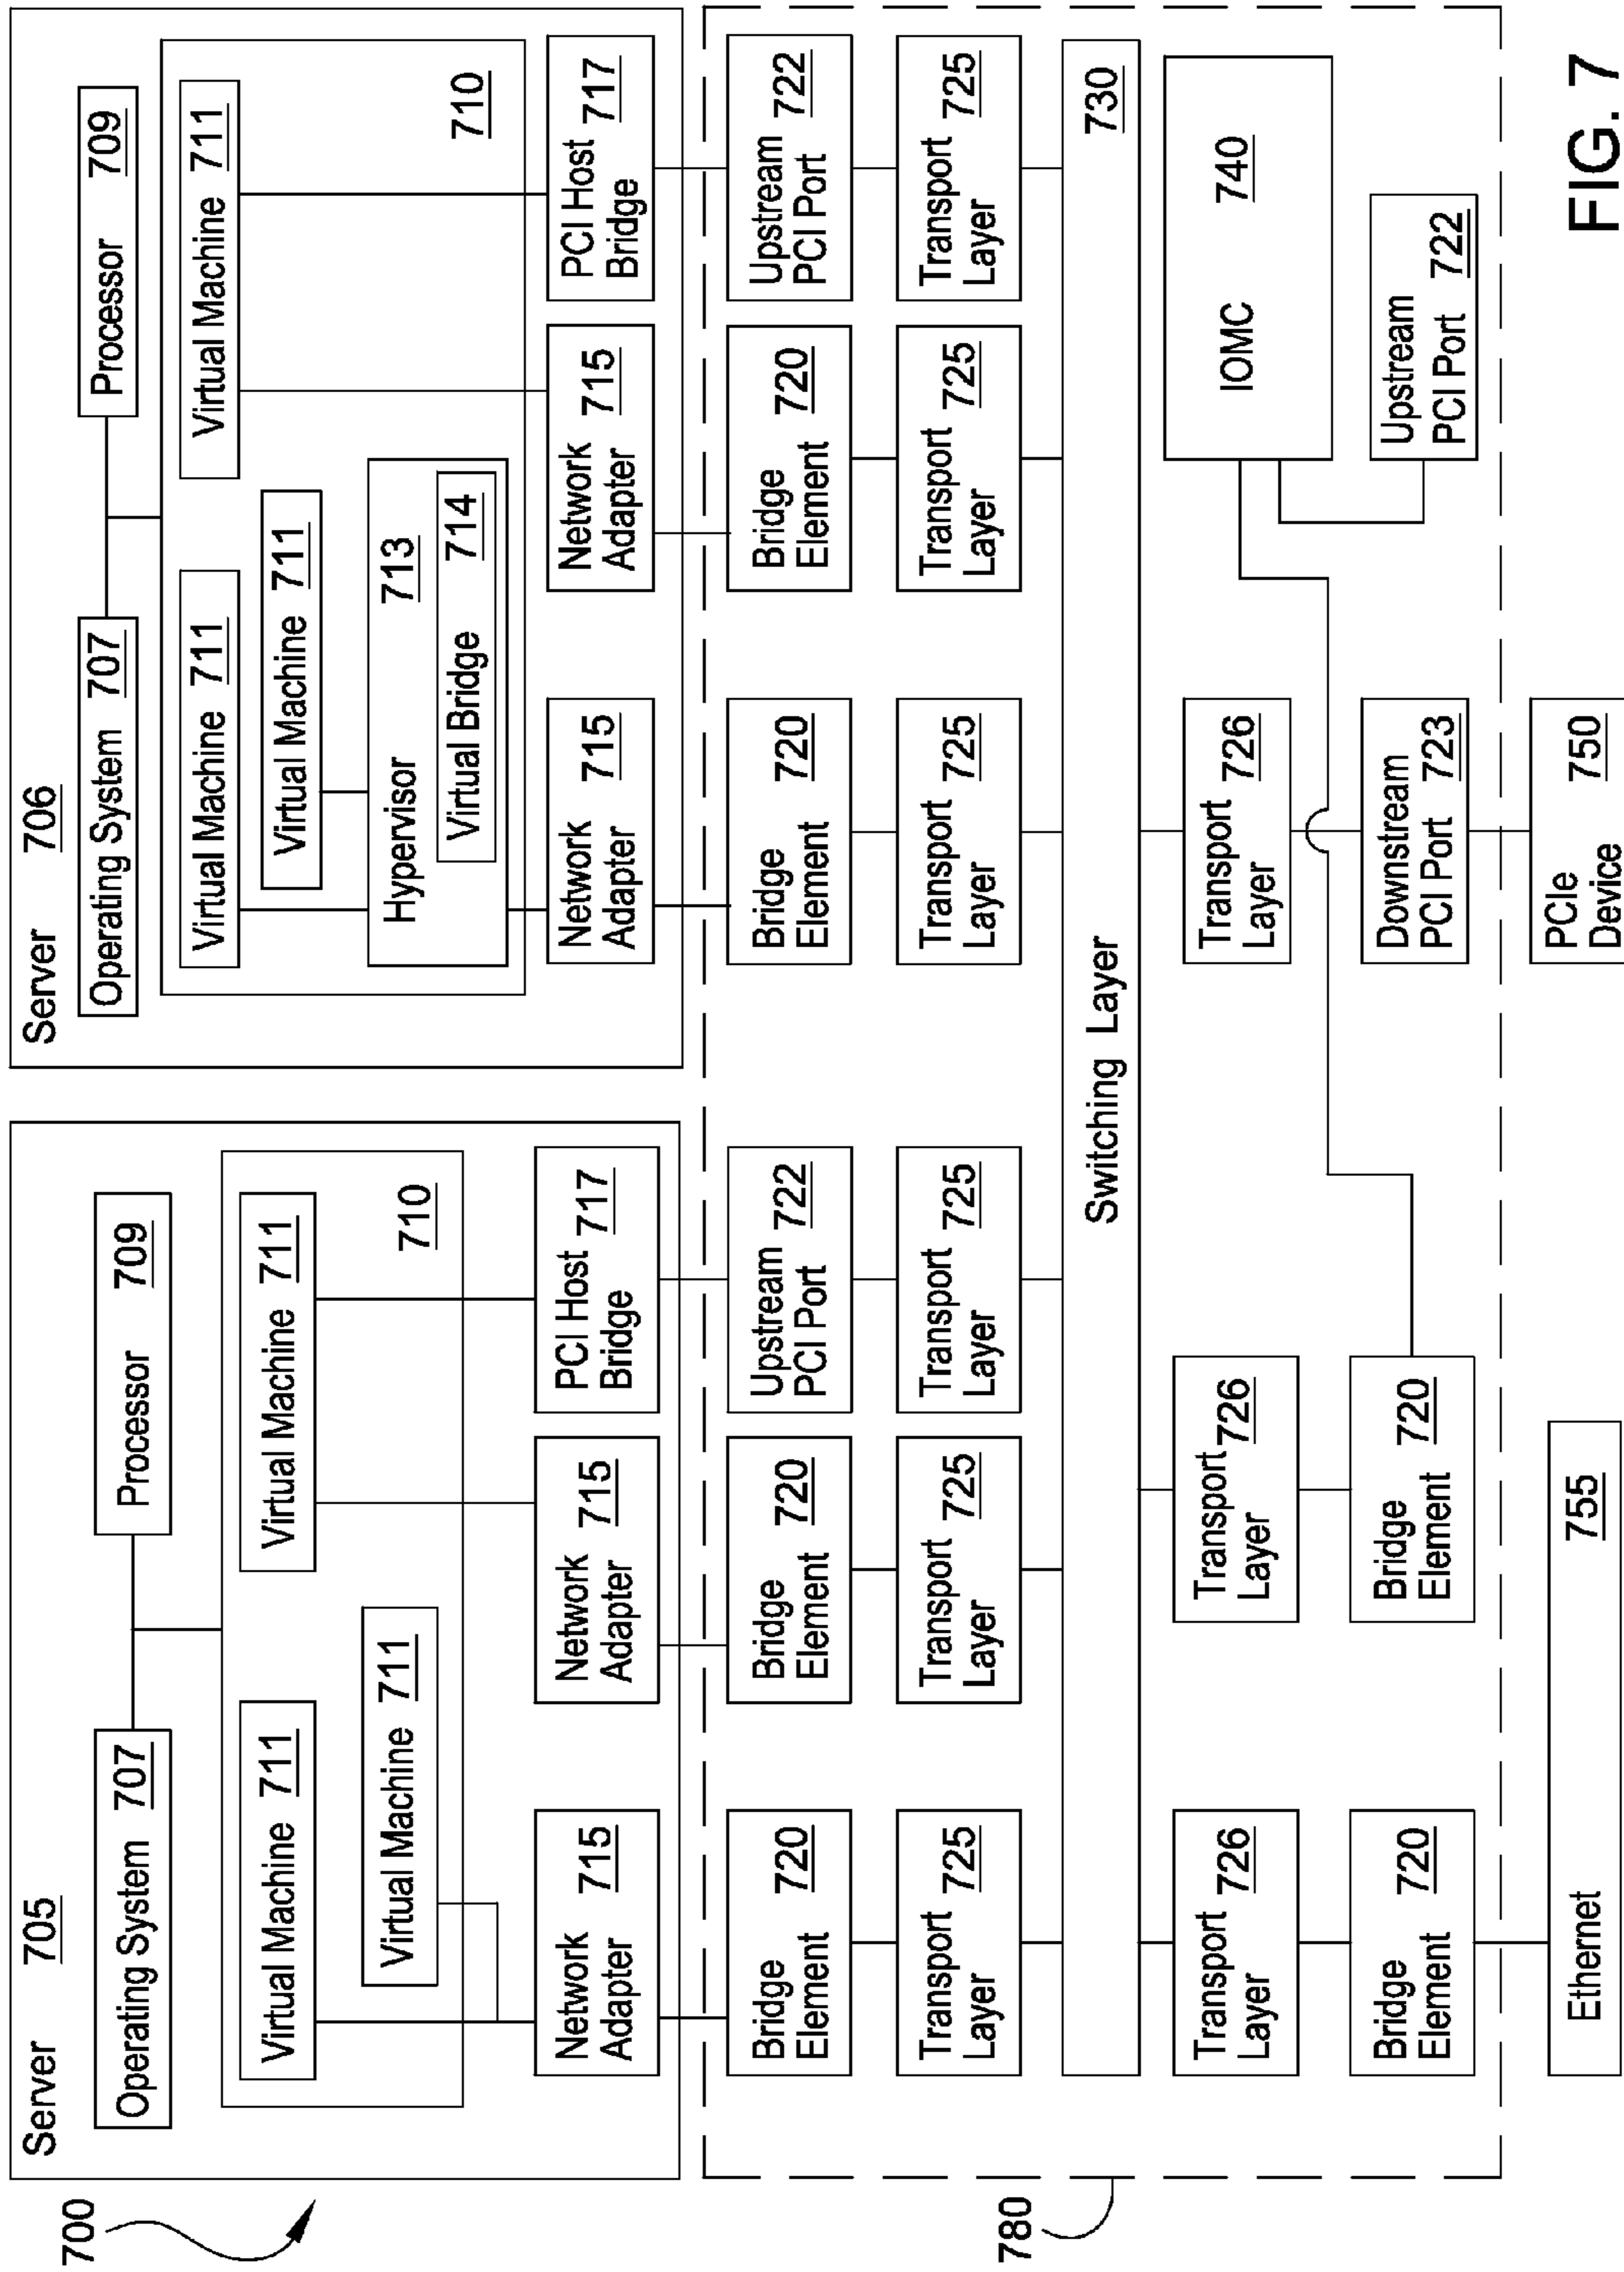 700
Server 705
Operating System 707
Processor 709
Virtual Machine 711
Virtual Machine 711
Virtual Machine 711
710
Network
Adapter
715
Network
Adapter
715
PCI Host
Bridge
717
Server 706
Operating System 707
Processor 709
Virtual Machine 711
Virtual Machine 711
Virtual Machine 711
Hypervisor 713
Virtual Bridge 714
710
Network
Adapter
715
Network
Adapter
715
PCI Host
Bridge
717
780
Bridge
Element
720
Bridge
Element
720
Upstream
PCI Port
722
Bridge
Element
720
Bridge
Element
720
Upstream
PCI Port
722
Transport
Layer
725
Transport
Layer
725
Transport
Layer
725
Transport
Layer
725
Transport
Layer
725
Transport
Layer
725
Switching Layer 730
Transport
Layer
726
Transport
Layer
726
Transport
Layer
726
IOMC 740
Bridge
Element
720
Bridge
Element
720
Downstream
PCI Port 723
Upstream
PCI Port 722
Ethernet 755
PCIe
Device
750
FIG. 7